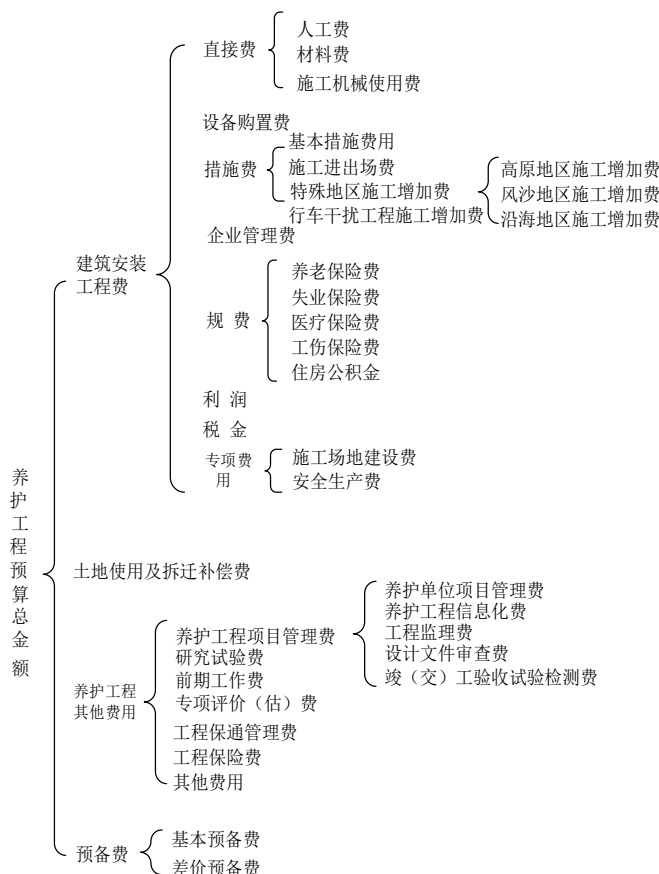 人工费
直接费
材料费
施工机械使用费
设备购置费
基本措施费用
措施费
施工进出场费
高原地区施工增加费
特殊地区施工增加费
风沙地区施工增加费
行车干扰工程施工增加费
沿海地区施工增加费
企业管理费
建筑安装
工程费
养老保险费
失业保险费
规 费
医疗保险费
工伤保险费
住房公积金
利 润
税 金
专项费
用
施工场地建设费
安全生产费
养护工程预算总金额
土地使用及拆迁补偿费
养护单位项目管理费
养护工程信息化费
养护工程项目管理费
工程监理费
研究试验费
设计文件审查费
前期工作费
竣（交）工验收试验检测费
养护工程
其他费用
专项评价（估）费
工程保通管理费
工程保险费
其他费用
基本预备费
预备费
差价预备费